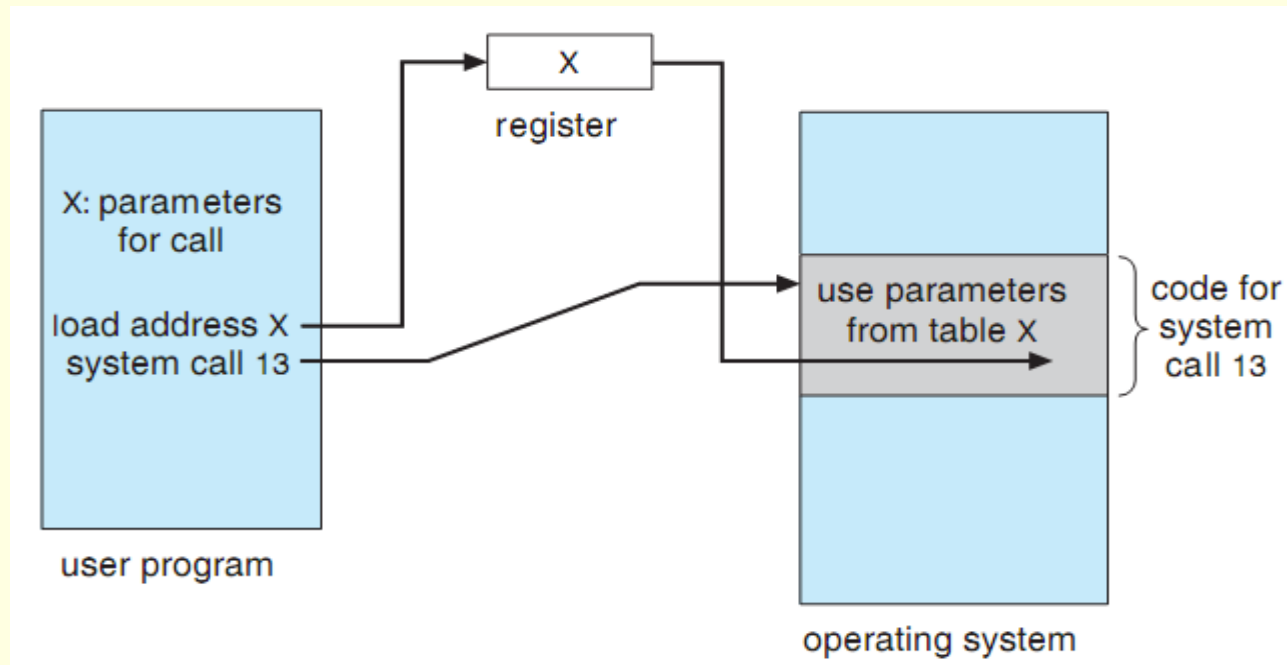 X
register
X: parameters
for call
load address X
system call 13
user program
use parameters
from table X
code for
system
call 13
operating system